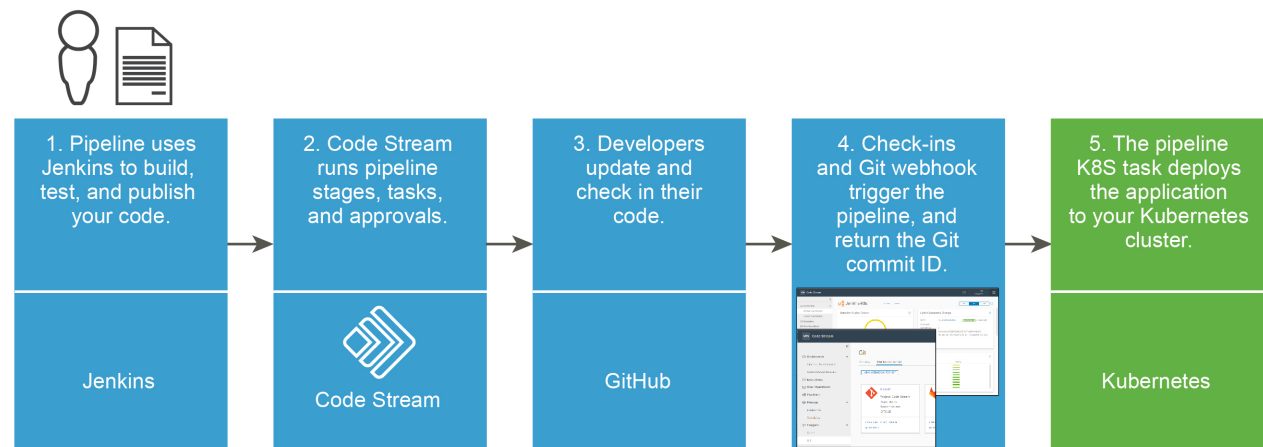 1. Pipeline uses
Jenkins to build,
test, and publish
your code.
2. Code Stream
runs pipeline
stages, tasks,
and approvals.
3. Developers
update and
check in their
code.
4. Check-ins
and Git webhook
trigger the
pipeline, and
return the Git
commit ID.
5. The pipeline
K8S task deploys
the application
to your Kubernetes
cluster.
Jenkins
Code Stream
GitHub
Git
Kubernetes